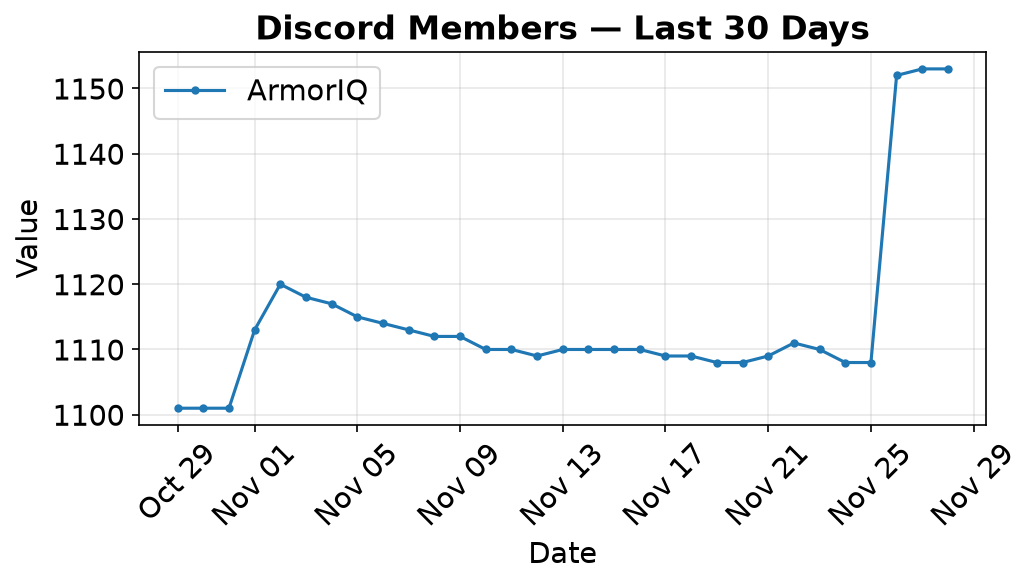 Discord Members — Last 30 Days
ArmorIQ
1150
1140
1130
1120
1110
1100
Value
Oct 29
Nov 01
Nov 05
Nov 09
Nov 13
Nov 17
Nov 21
Nov 25
Nov 29
Date